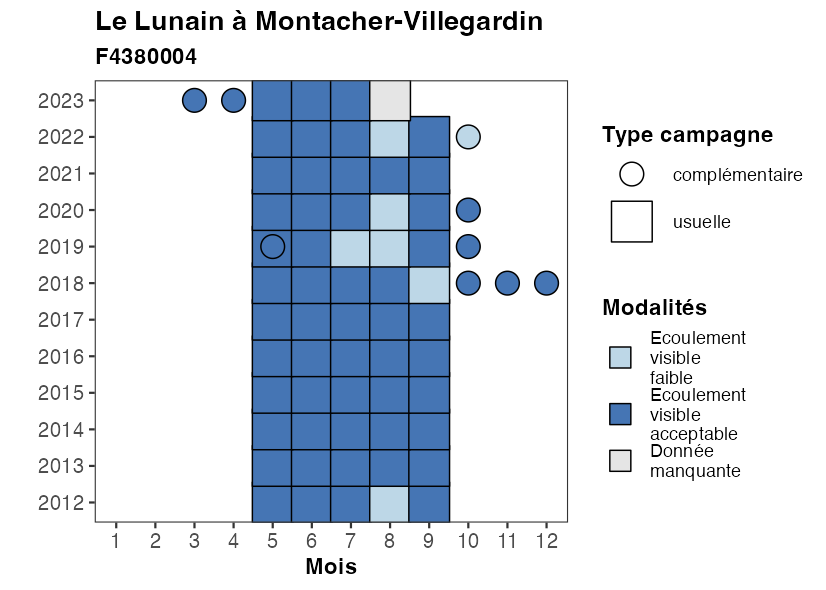 Le Lunain à Montacher-Villegardin
F4380004
2023
2022
2021
2020
2019
2018
2017
2016
2015
2014
2013
2012
1 2 3 4 5 6 7 8 9 10 11 12
Mois
Type campagne
complémentaire
usuelle
Modalités
Ecoulement
visible
faible
Ecoulement
visible
acceptable
Donnée
manquante